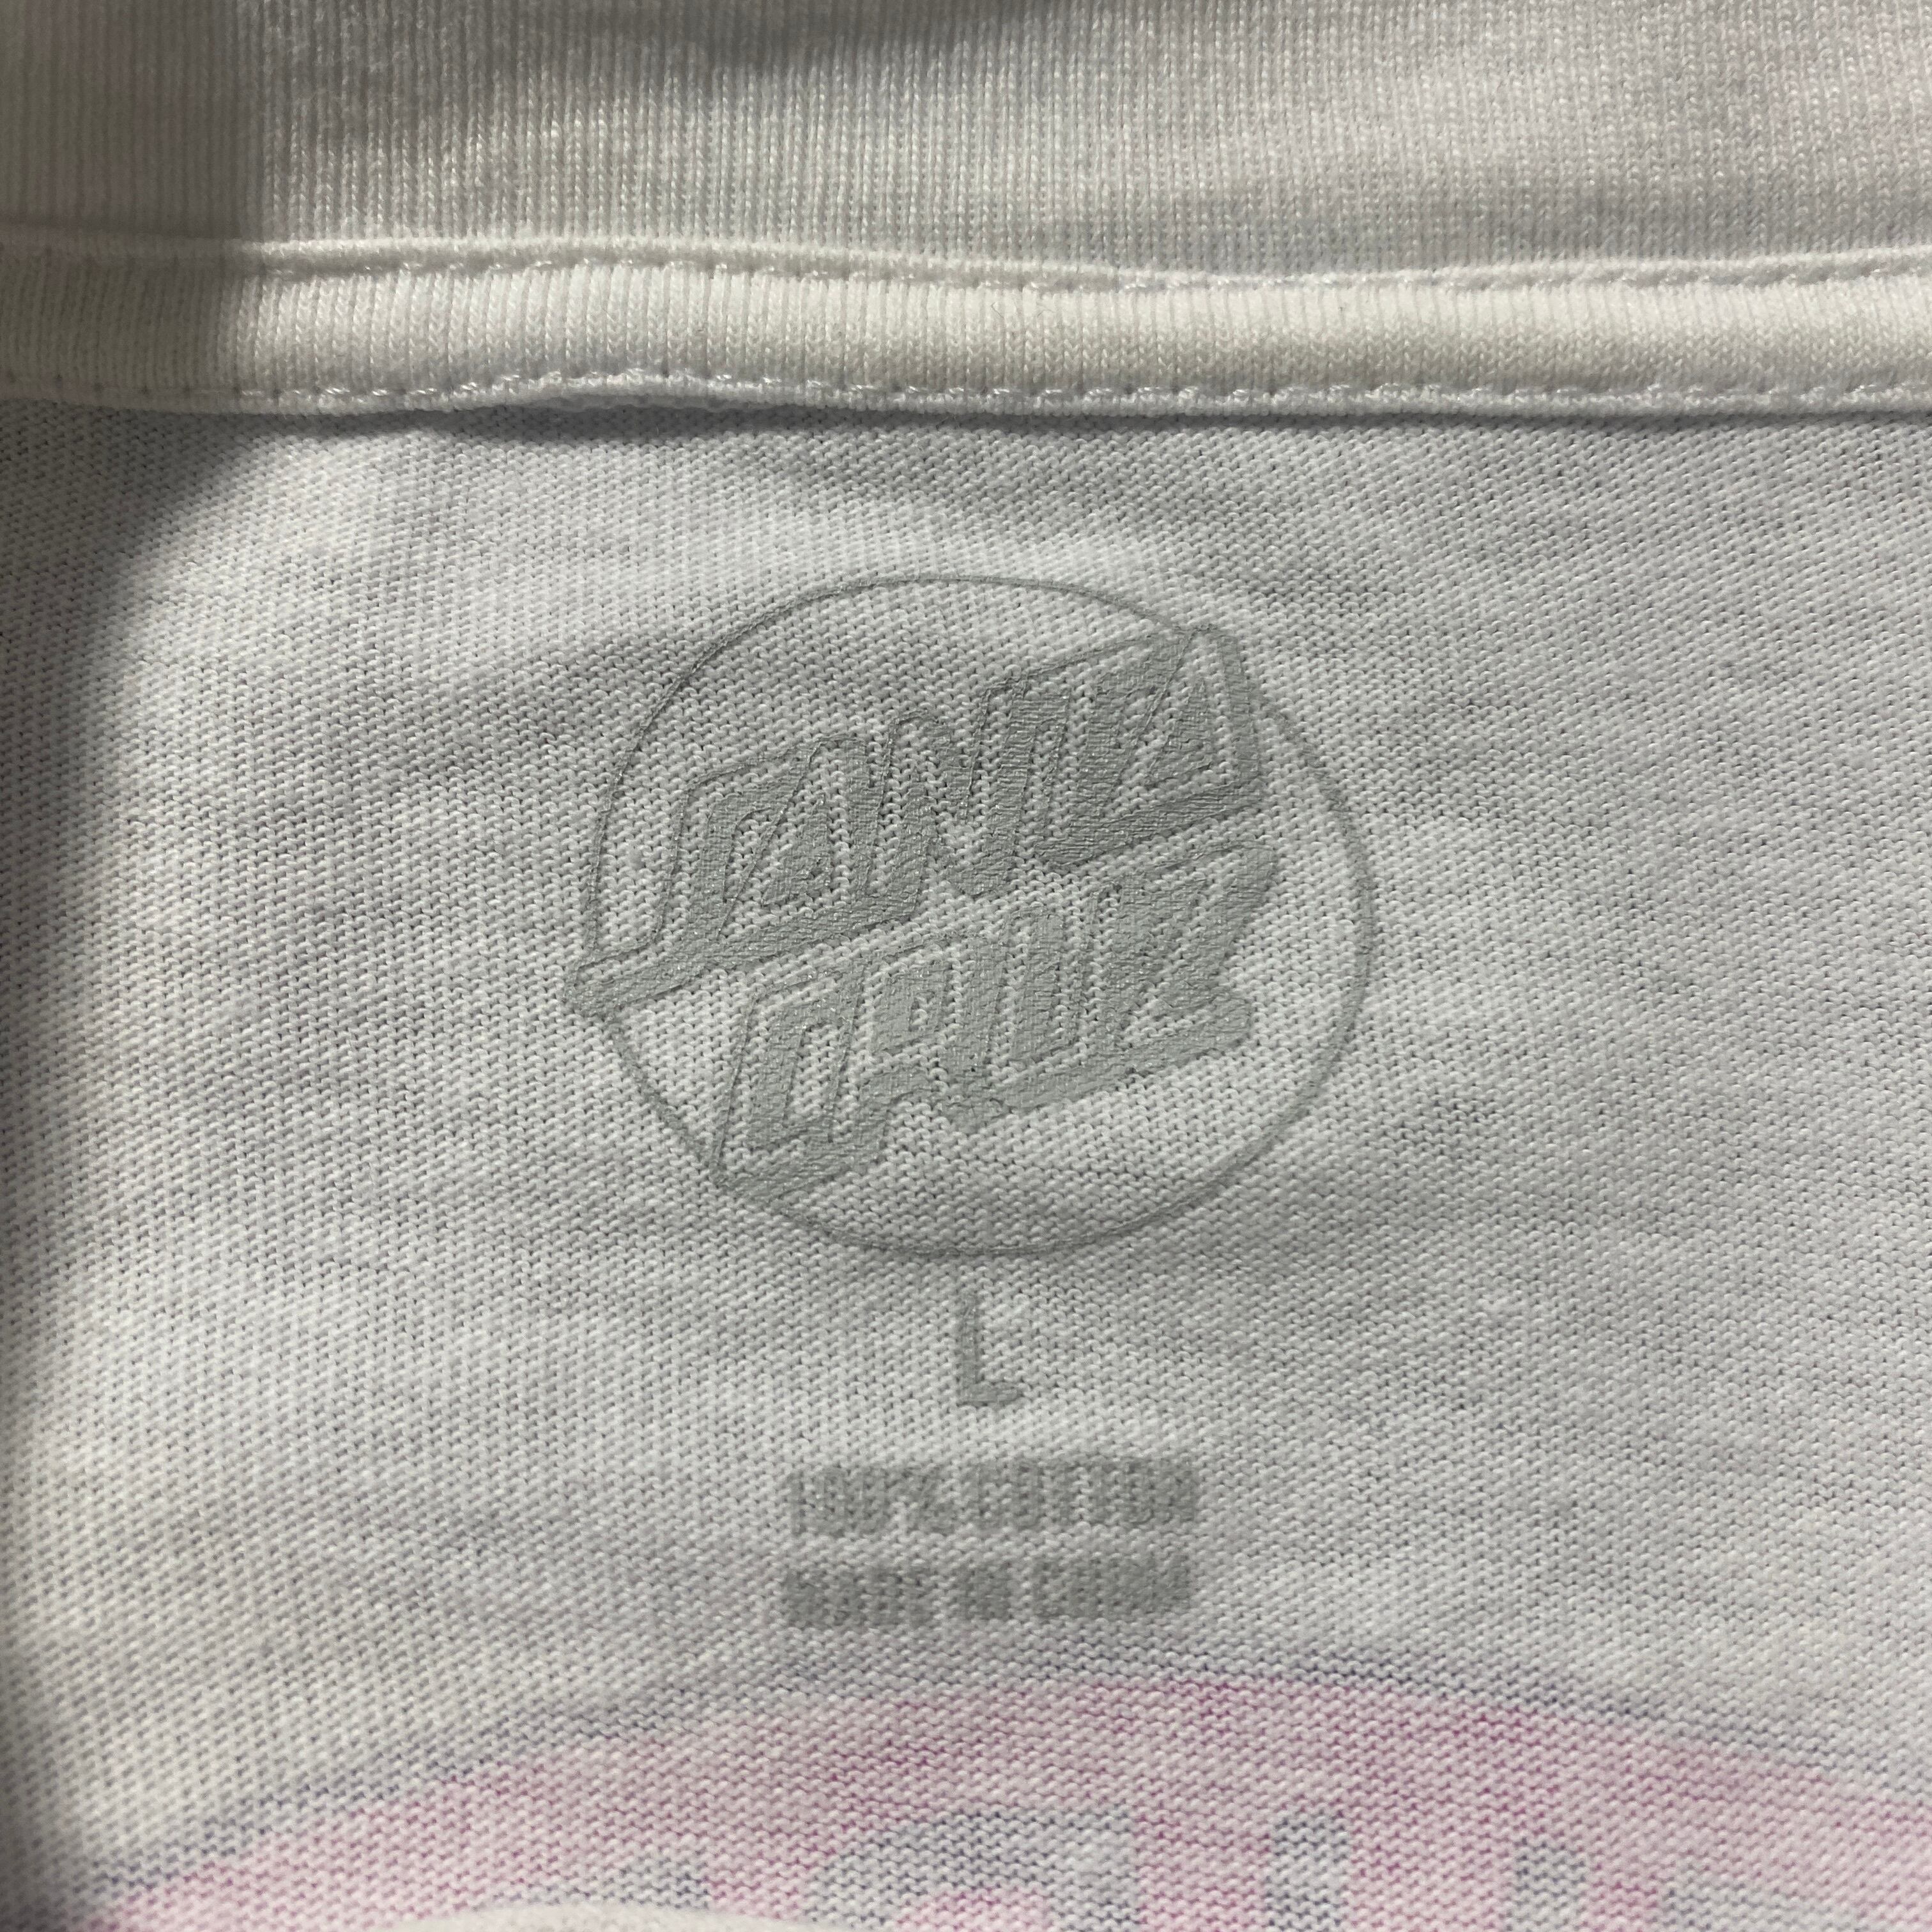 SANTA
CRUZ
L
100% COTTON
MADE IN CHINA